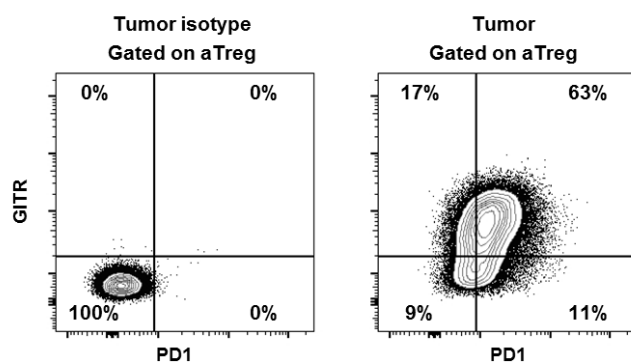 Tumor isotype
Gated on aTreg
Tumor
Gated on aTreg
0%
0%
17%
63%
GITR
100%
0%
9%
11%
PD1
PD1